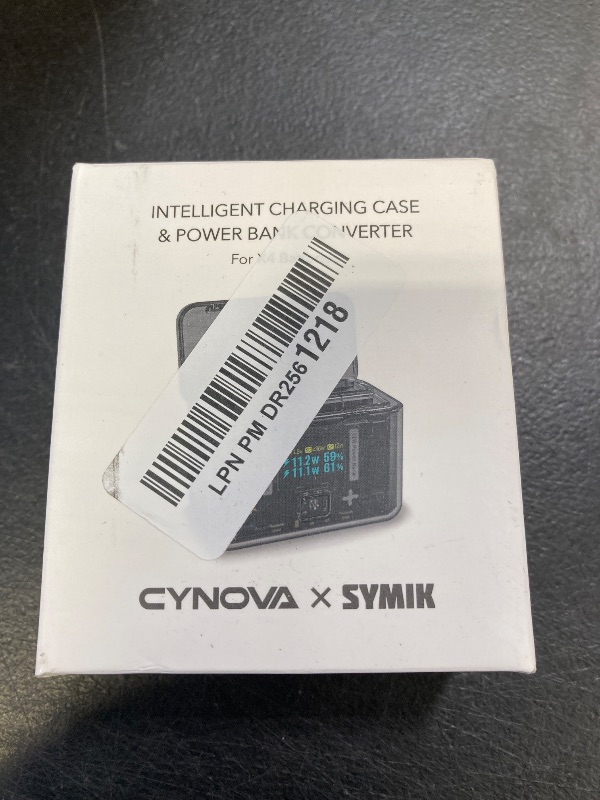 INTELLIGENT CHARGING CASE
& POWER BANK CONVERTER
For X4
LPN PM DR256 1218
11.2W 59%
11.1W 61%
CYNOVA X SYMIK